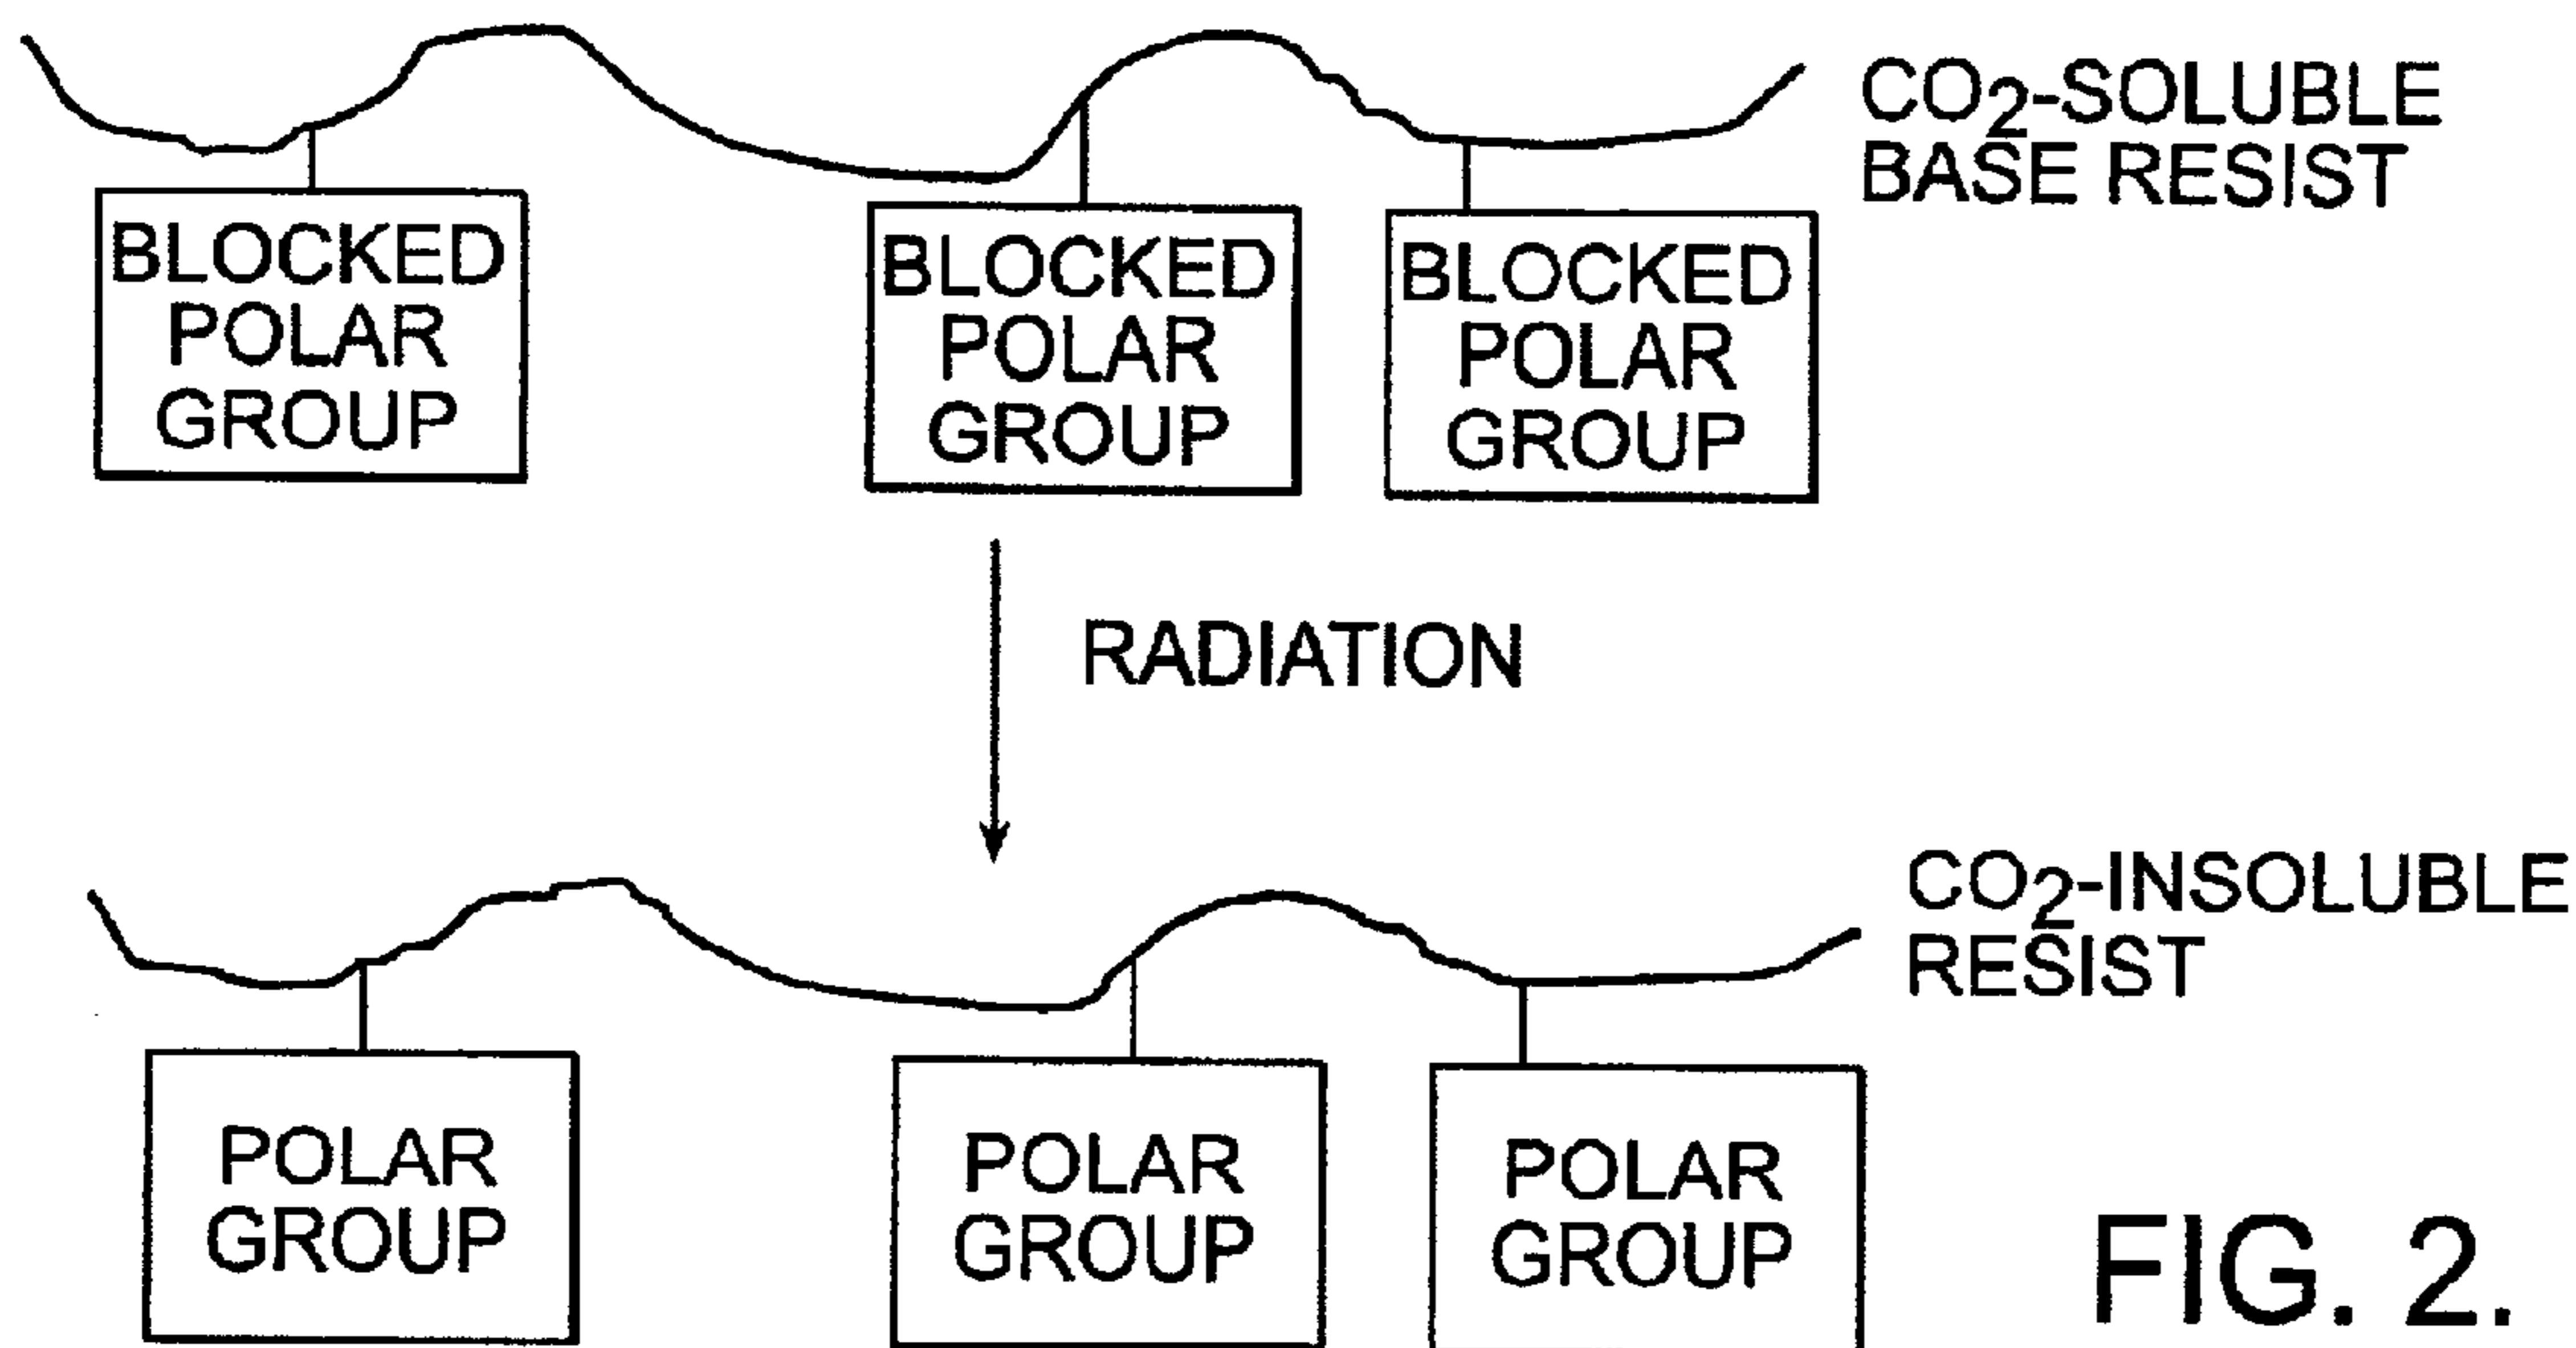 CO₂-SOLUBLE
BASE RESIST
BLOCKED
POLAR
GROUP
BLOCKED
POLAR
GROUP
BLOCKED
POLAR
GROUP
RADIATION
CO₂-INSOLUBLE
RESIST
POLAR
GROUP
POLAR
GROUP
POLAR
GROUP
FIG. 2.